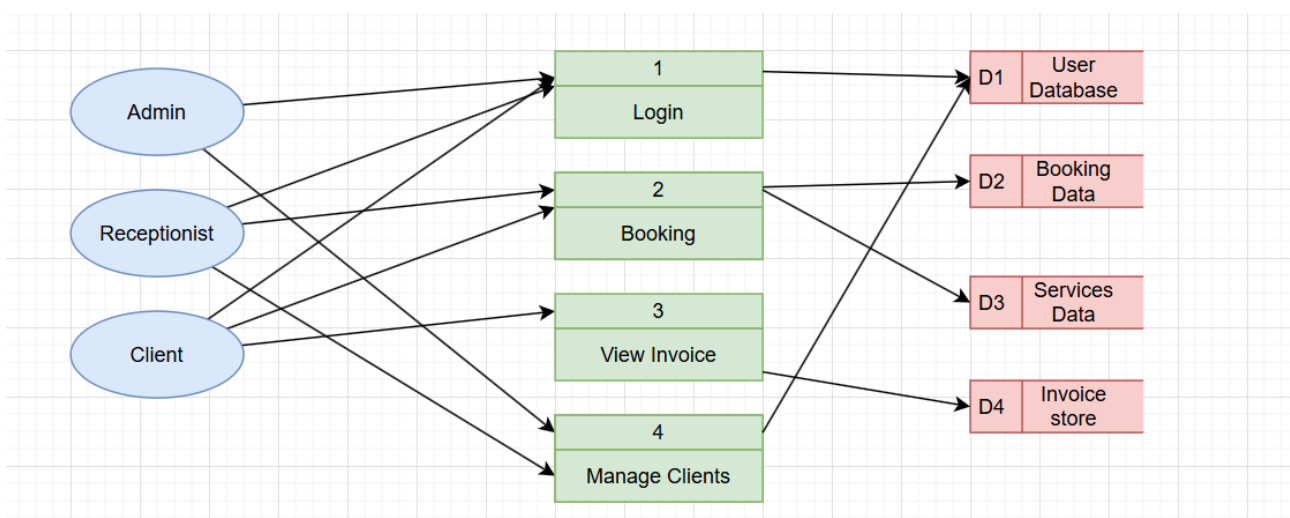 Admin
Receptionist
Client
1
Login
2
Booking
3
View Invoice
4
Manage Clients
D1
User
Database
D2
Booking
Data
D3
Services
Data
D4
Invoice
store